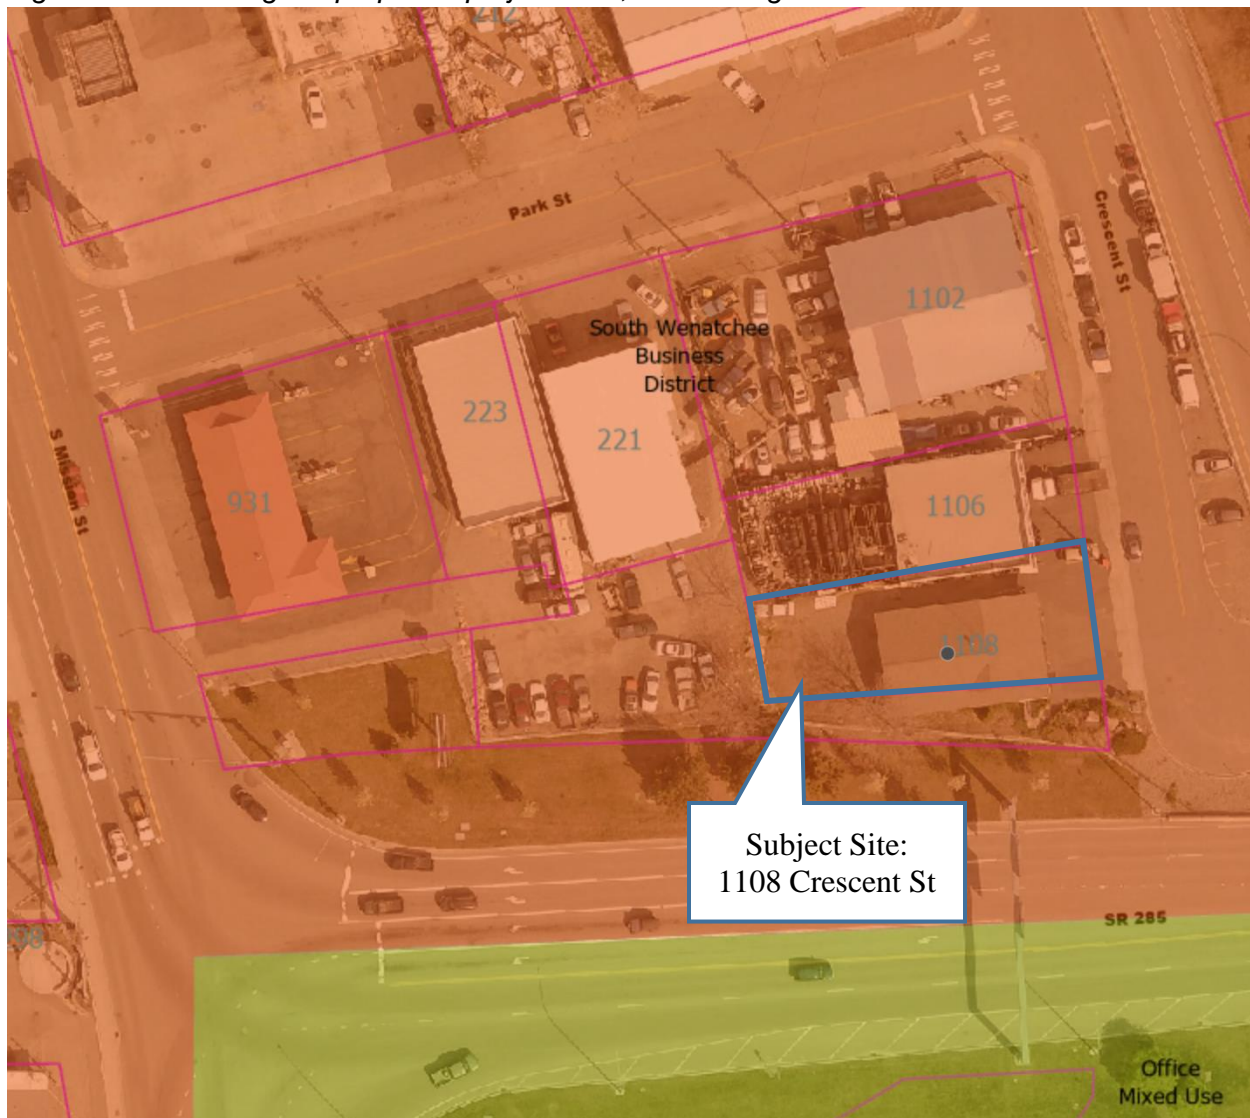 212
Park St
Crescent St
1102
South Wenatchee
Business
District
223
221
S Mission St
931
1106
1108
Subject Site:
1108 Crescent St
SR 285
Office
Mixed Use